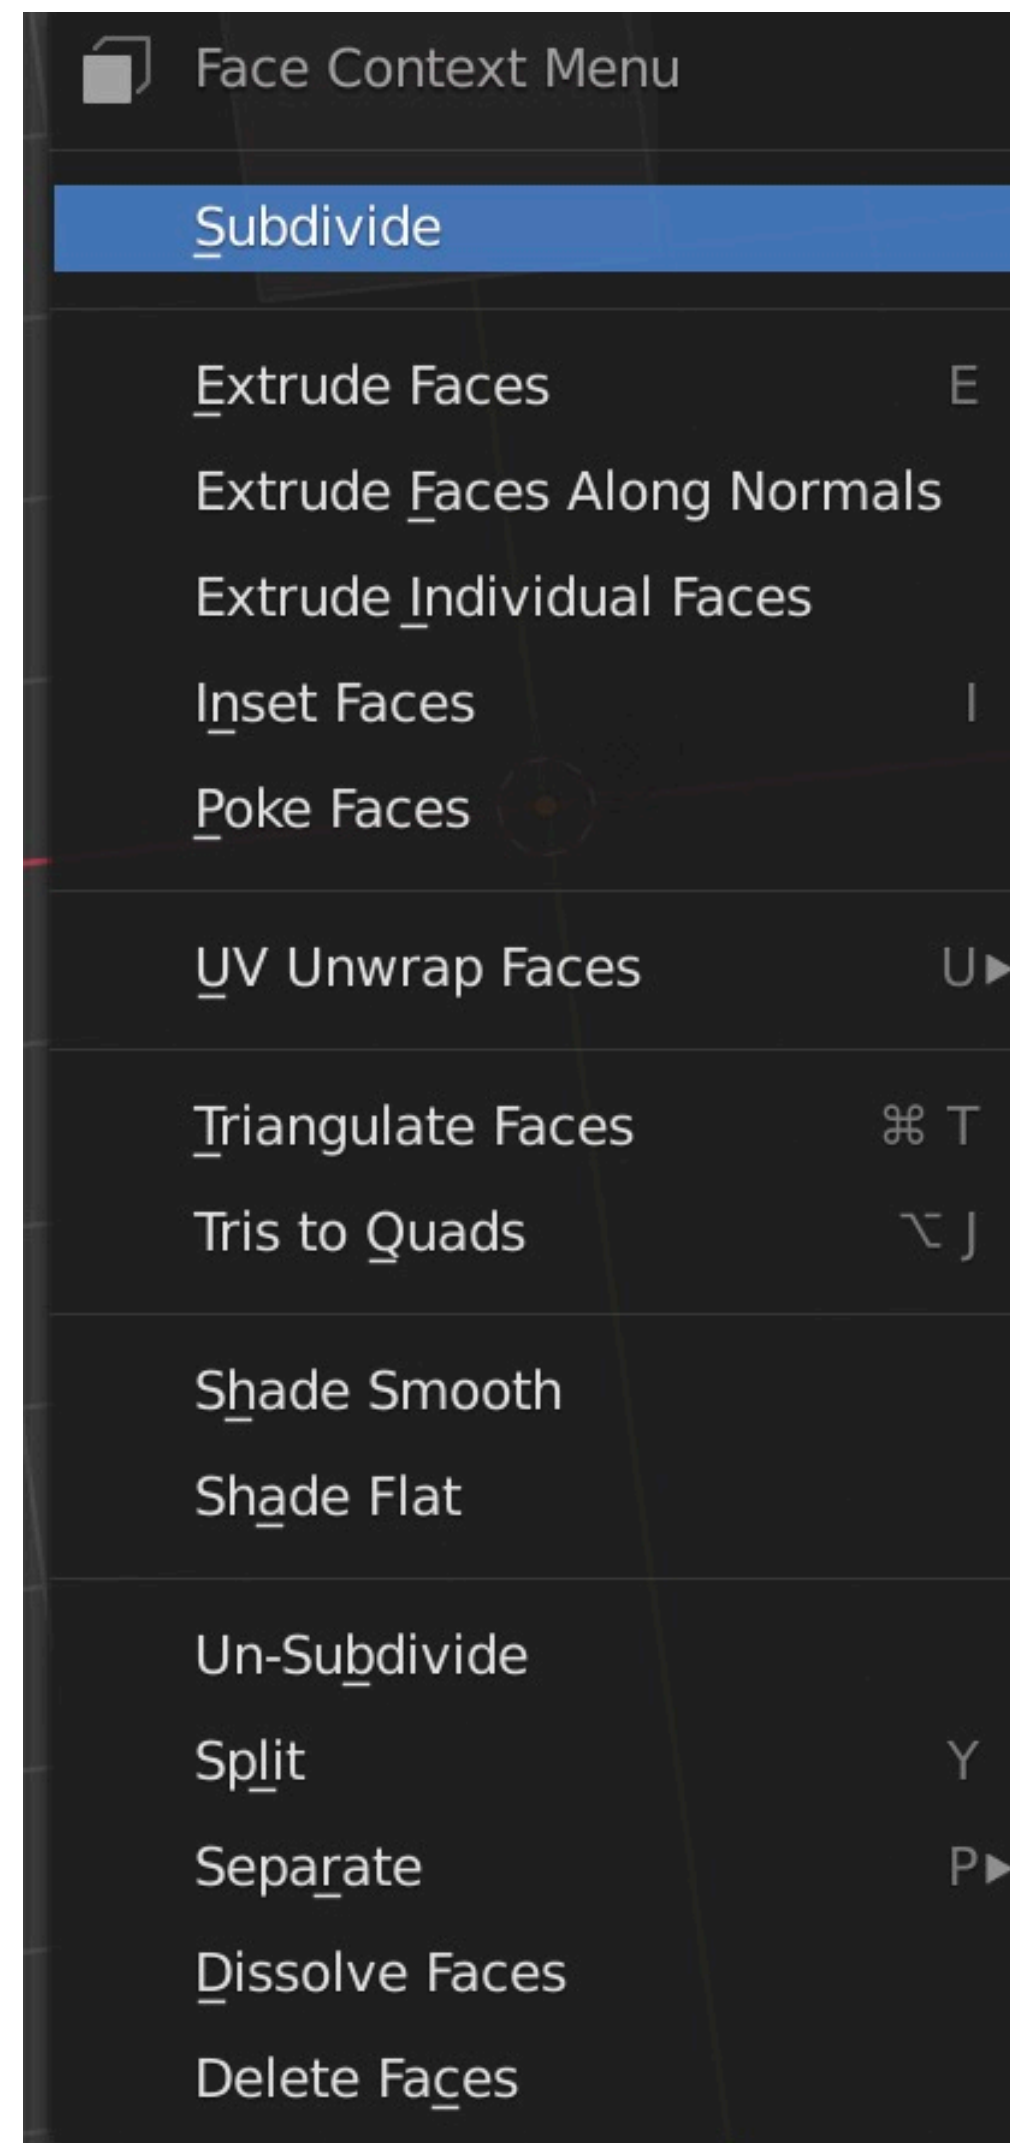 Face Context Menu
Subdivide
Extrude Faces E
Extrude Faces Along Normals
Extrude Individual Faces
Inset Faces I
Poke Faces
UV Unwrap Faces U▶
Triangulate Faces ⌘ T
Tris to Quads ⌥ J
Shade Smooth
Shade Flat
Un-Subdivide
Split Y
Separate P▶
Dissolve Faces
Delete Faces